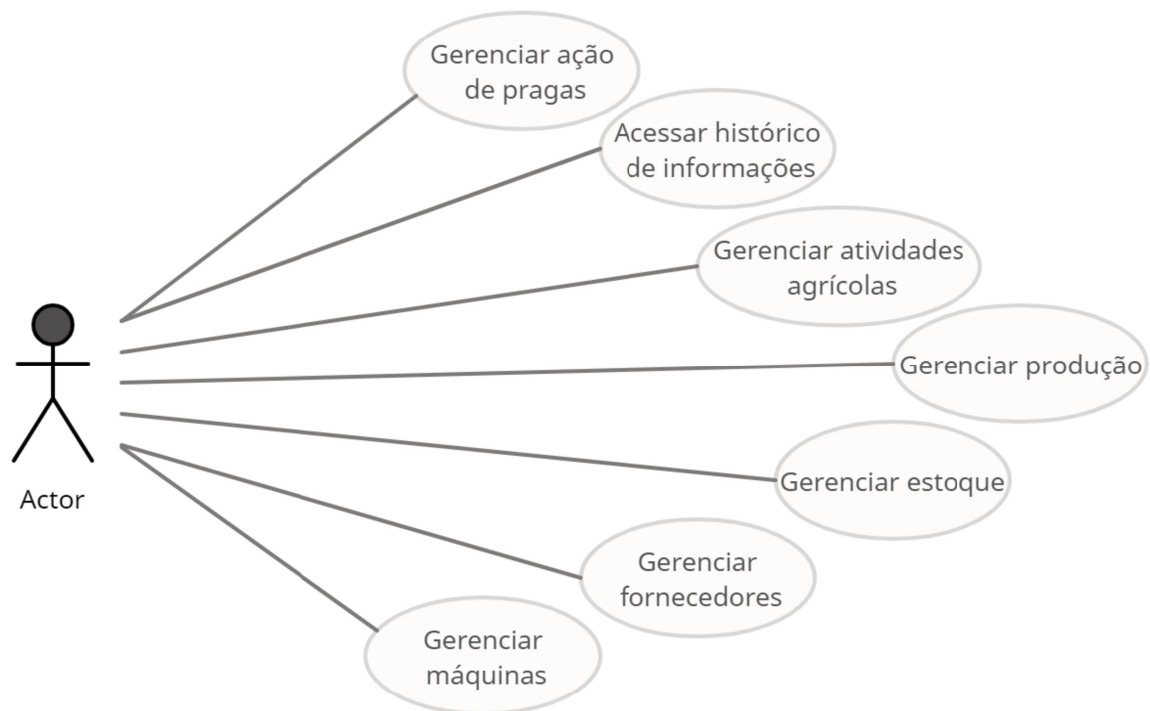 Gerenciar ação
de pragas
Acessar histórico
de informações
Gerenciar atividades
agrícolas
Gerenciar produção
Gerenciar estoque
Actor
Gerenciar
fornecedores
Gerenciar
máquinas